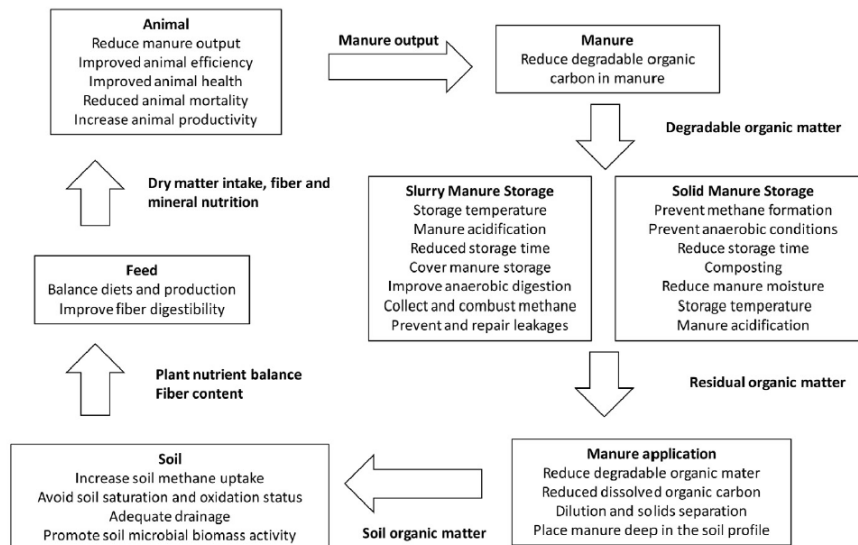 Animal
Reduce manure output
Improved animal efficiency
Improved animal health
Reduced animal mortality
Increase animal productivity
Manure output
Manure
Reduce degradable organic
carbon in manure
Degradable organic matter
Slurry Manure Storage
Storage temperature
Manure acidification
Reduced storage time
Cover manure storage
Improve anaerobic digestion
Collect and combust methane
Prevent and repair leakages
Solid Manure Storage
Prevent methane formation
Prevent anaerobic conditions
Reduce storage time
Composting
Reduce manure moisture
Storage temperature
Manure acidification
Residual organic matter
Manure application
Reduce degradable organic mater
Reduced dissolved organic carbon
Dilution and solids separation
Place manure deep in the soil profile
Soil organic matter
Soil
Increase soil methane uptake
Avoid soil saturation and oxidation status
Adequate drainage
Promote soil microbial biomass activity
Plant nutrient balance
Fiber content
Feed
Balance diets and production
Improve fiber digestibility
Dry matter intake, fiber and
mineral nutrition